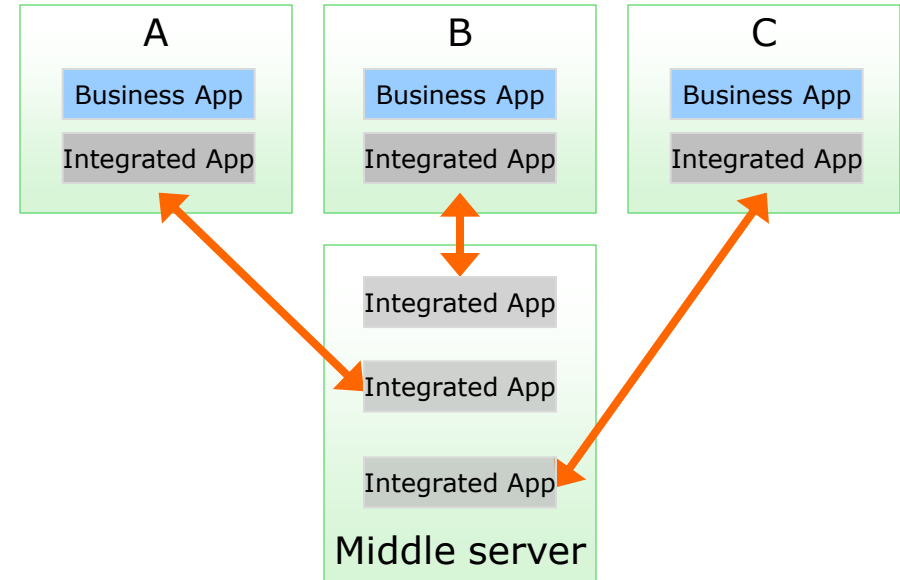 A
B
C
Business App
Business App
Business App
Integrated App
Integrated App
Integrated App
Integrated App
Integrated App
Integrated App
Middle server